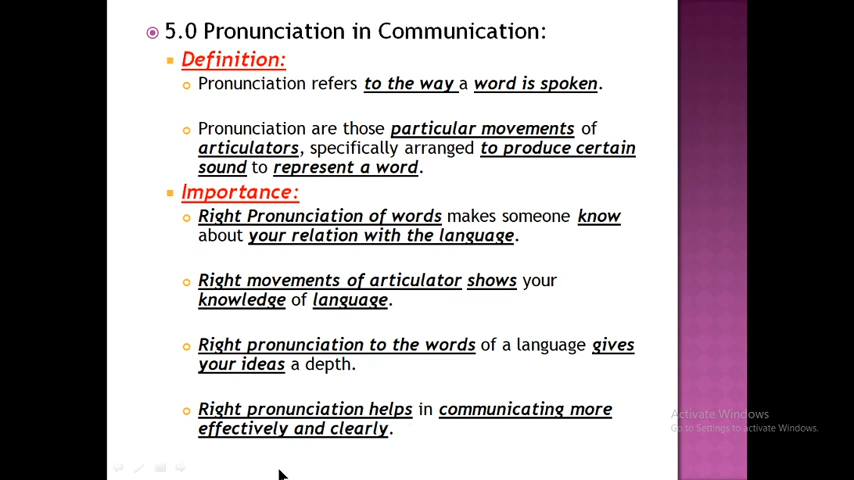 5.0 Pronunciation in Communication:
Definition:
Pronunciation refers to the way a word is spoken.
Pronunciation are those particular movements of
articulators, specifically arranged to produce certain
sound to represent a word.
Importance:
Right Pronunciation of words makes someone know
about your relation with the language.
Right movements of articulator shows your
knowledge of language.
Right pronunciation to the words of a language gives
your ideas a depth.
Right pronunciation helps in communicating more
effectively and clearly.
Activate Windows
Go to Settings to activate Windows.